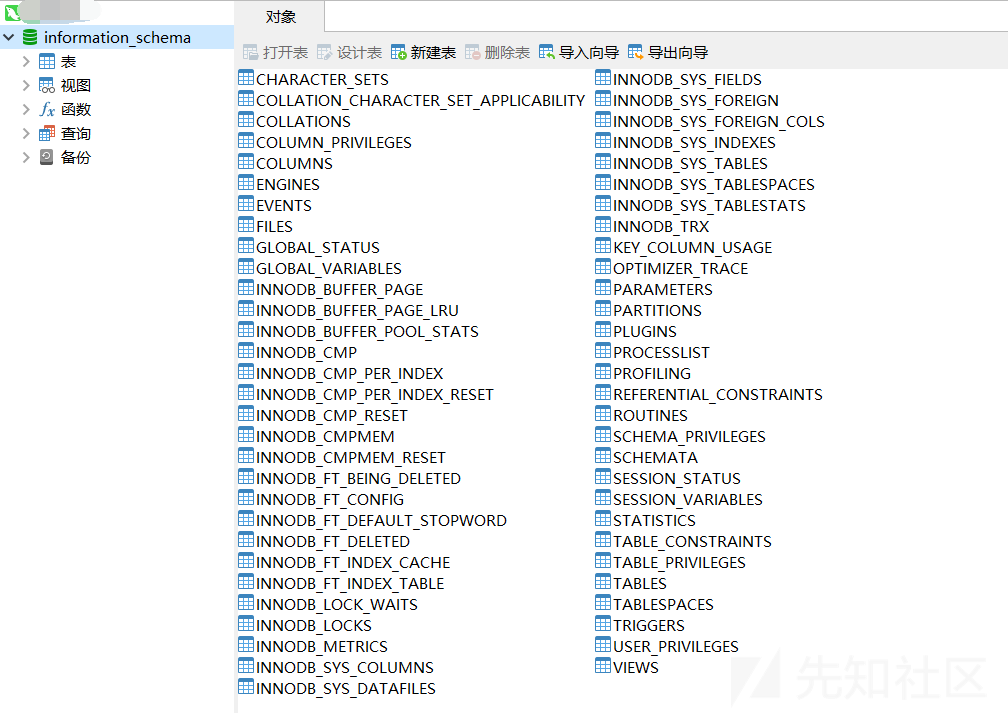 对象
information_schema
表
视图
函数
查询
备份
打开表 设计表 新建表 删除表 导入向导 导出向导
CHARACTER_SETS
COLLATION_CHARACTER_SET_APPLICABILITY
COLLATIONS
COLUMN_PRIVILEGES
COLUMNS
ENGINES
EVENTS
FILES
GLOBAL_STATUS
GLOBAL_VARIABLES
INNODB_BUFFER_PAGE
INNODB_BUFFER_PAGE_LRU
INNODB_BUFFER_POOL_STATS
INNODB_CMP
INNODB_CMP_PER_INDEX
INNODB_CMP_PER_INDEX_RESET
INNODB_CMP_RESET
INNODB_CMPMEM
INNODB_CMPMEM_RESET
INNODB_FT_BEING_DELETED
INNODB_FT_CONFIG
INNODB_FT_DEFAULT_STOPWORD
INNODB_FT_DELETED
INNODB_FT_INDEX_CACHE
INNODB_FT_INDEX_TABLE
INNODB_LOCK_WAITS
INNODB_LOCKS
INNODB_METRICS
INNODB_SYS_COLUMNS
INNODB_SYS_DATAFILES
INNODB_SYS_FIELDS
INNODB_SYS_FOREIGN
INNODB_SYS_FOREIGN_COLS
INNODB_SYS_INDEXES
INNODB_SYS_TABLES
INNODB_SYS_TABLESPACES
INNODB_SYS_TABLESTATS
INNODB_TRX
KEY_COLUMN_USAGE
OPTIMIZER_TRACE
PARAMETERS
PARTITIONS
PLUGINS
PROCESSLIST
PROFILING
REFERENTIAL_CONSTRAINTS
ROUTINES
SCHEMA_PRIVILEGES
SCHEMATA
SESSION_STATUS
SESSION_VARIABLES
STATISTICS
TABLE_CONSTRAINTS
TABLE_PRIVILEGES
TABLES
TABLESPACES
TRIGGERS
USER_PRIVILEGES
VIEWS
先知社区